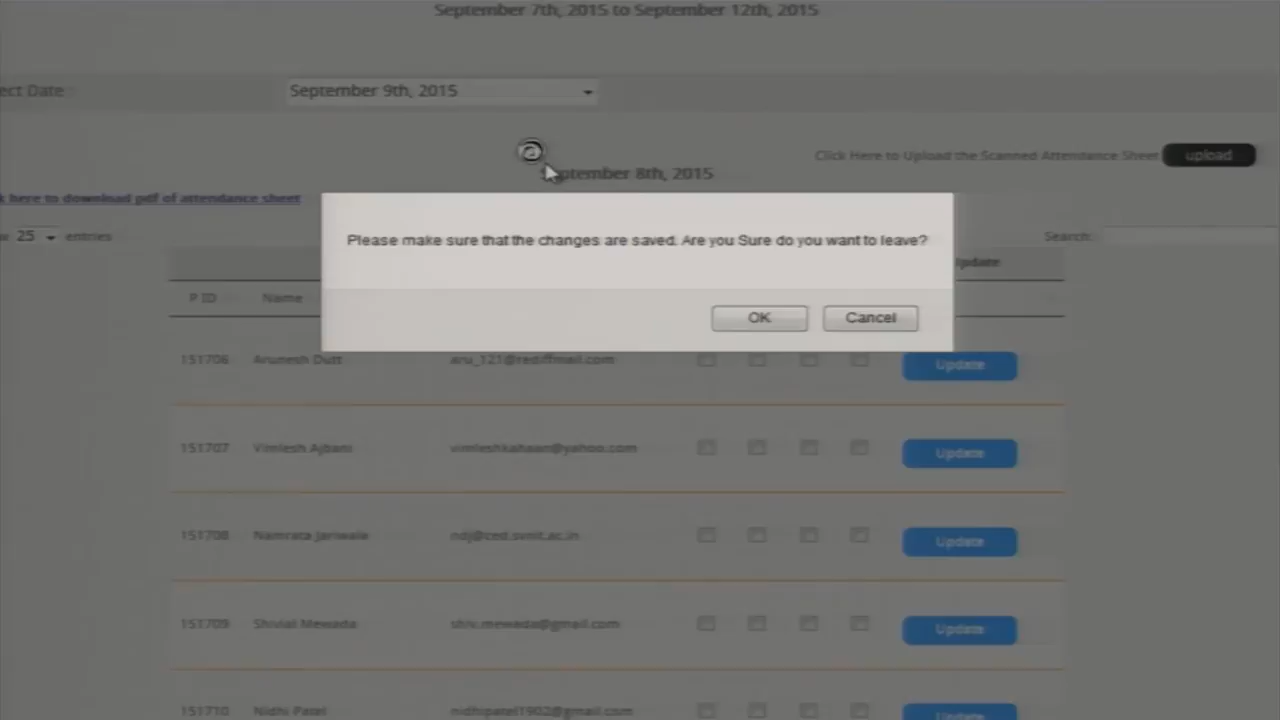 September 7th, 2015 to September 12th, 2015
ect Date :
September 9th, 2015
Click Here to Upload the Scanned Attendance Sheet
upload
September 8th, 2015
k here to download pdf of attendance sheet
25 entries
Search:
Please make sure that the changes are saved. Are you Sure do you want to leave?
Update
OK Cancel
P ID Name
151706 Arunesh Dutt aru_121@rediffmail.com Update
151707 Vimlesh Ajbani vimleshkahaan@yahoo.com Update
151708 Namrata Jariwala ndj@ced.svnit.ac.in Update
151709 Shivlal Mewada shiv.mewada@gmail.com Update
151710 Nidhi Patel nidhipatel1902@gmail.com Update